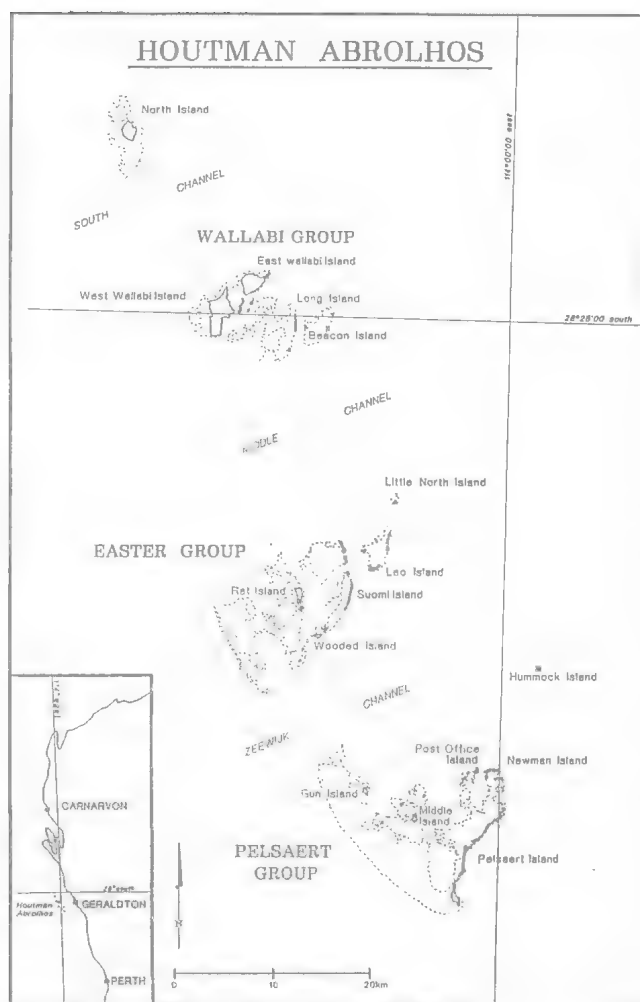 HOUTMAN ABROLHOS
North Island
114°00'00 east
SOUTH CHANNEL
WALLABI GROUP
East wallabi Island
West Wallabi Island
Long Island
Beacon Island
28°28'00 south
MIDDLE CHANNEL
Little North Island
EASTER GROUP
Leo Island
Rat Island
Suomi Island
Wooded Island
Hummock Island
ZEEWIJK CHANNEL
Post Office
Island
Newman Island
Gun Island
Middle
Island
Pelsaert Island
PELSAERT
GROUP
CARNARVON
Houtman
Abrolhos
GERALDTON
PERTH
0 10 20km